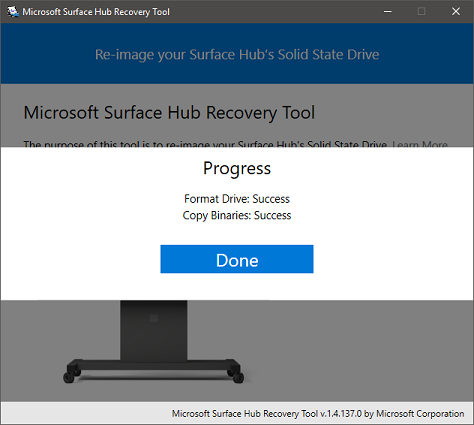 Microsoft Surface Hub Recovery Tool
Re-image your Surface Hub's Solid State Drive
Microsoft Surface Hub Recovery Tool
The purpose of this tool is to re-image your Surface Hub's Solid State Drive. Learn More
Progress
Format Drive: Success
Copy Binaries: Success
Done
Microsoft Surface Hub Recovery Tool v.1.4.137.0 by Microsoft Corporation